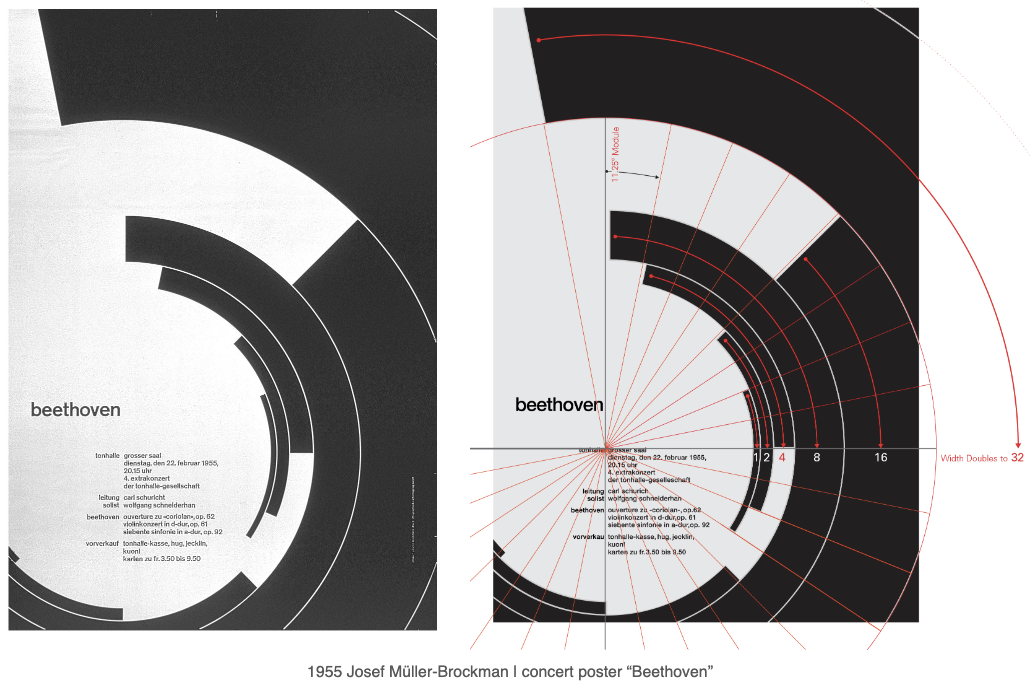 beethoven
tonhalle grosser saal
dienstag, den 22. februar 1955,
20.15 uhr
4. extrakonzert
der tonhalle-gesellschaft
leitung carl schuricht
solist wolfgang schneiderhan
beethoven ouverture zu «coriolan», op. 62
violinkonzert in d-dur, op. 61
siebente sinfonie in a-dur, op. 92
vorverkauf tonhalle-kasse, hug, jecklin,
kuoni
karten zu fr. 3.50 bis 9.50
11.25° Module
beethoven
tonhalle grosser saal
dienstag, den 22. februar 1955,
20.15 uhr
4. extrakonzert
der tonhalle-geselleschaft
leitung carl schurich
solist wolfgang schneiderhan
beethoven ouverture zu «coriolan», op.62
violinkonzert in d-dur,op. 61
siebente sinfonie in a-dur, op. 92
vorverkau tonhalle-kasse, hug, jecklin,
kuoni
karten zu fr.3.50 bis 9.50
1 2 4 8 16 Width Doubles to 32
1955 Josef Müller-Brockman I concert poster “Beethoven”